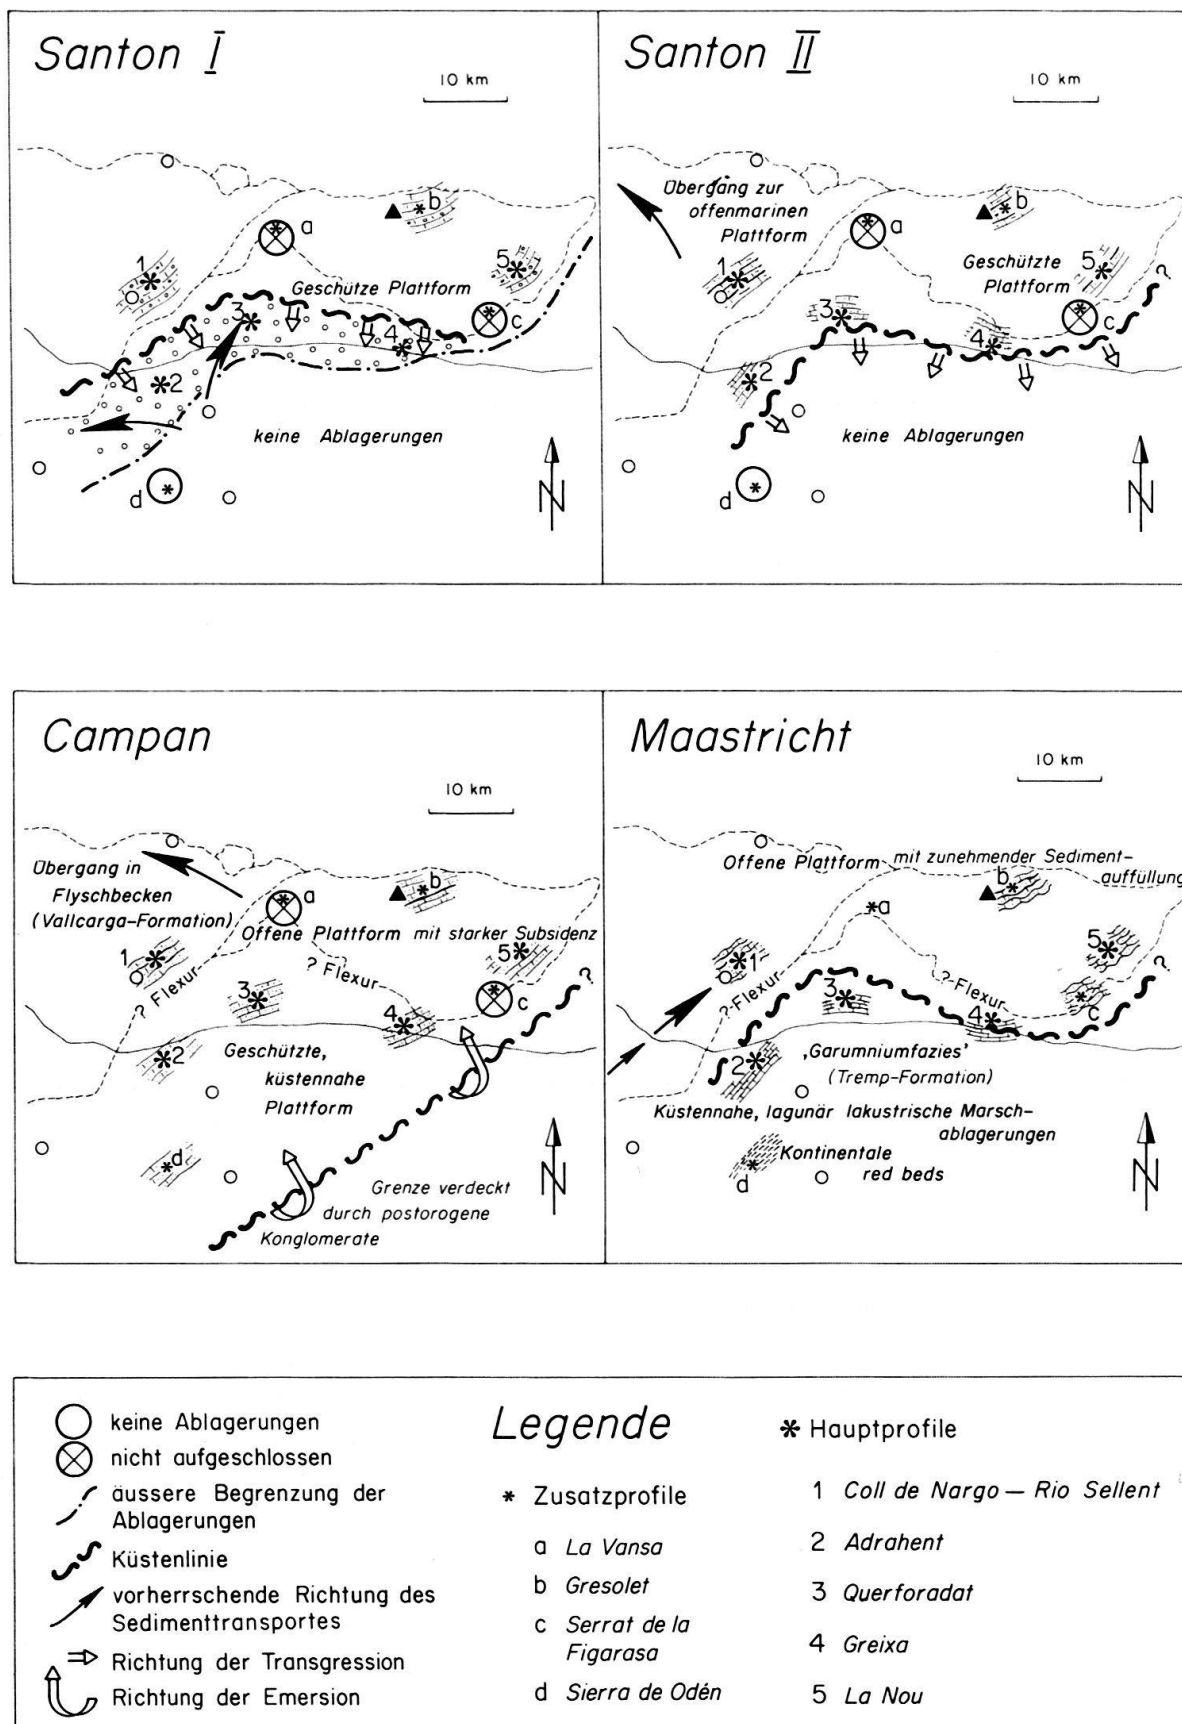 Santon I
10 km
b
a
1
5
Geschütze Plattform
3
c
4
2
keine Ablagerungen
d
N
Santon II
10 km
Übergang zur
offenmarinen
Plattform
b
a
1
Geschützte
Plattform
5
?
3
c
4
2
keine Ablagerungen
d
N
Campan
10 km
Übergang in
Flyschbecken
(Vallcarga-Formation)
b
a
Offene Plattform mit starker Subsidenz
1
5
? Flexur
? Flexur
3
?
c
4
2
Geschützte,
küstennahe
Plattform
d
Grenze verdeckt
durch postorogene
Konglomerate
N
Maastricht
10 km
Offene Plattform mit zunehmender Sediment-
auffüllung
b
a
1
5
?-Flexur
?-Flexur
?
3
c
4
2
‚Garumniumfazies‘
(Tremp-Formation)
Küstennahe, lagunär lakustrische Marsch-
ablagerungen
Kontinentale
red beds
d
N
keine Ablagerungen
nicht aufgeschlossen
äussere Begrenzung der
Ablagerungen
Küstenlinie
vorherrschende Richtung des
Sedimenttransportes
Richtung der Transgression
Richtung der Emersion
Legende
* Zusatzprofile
a La Vansa
b Gresolet
c Serrat de la
Figarasa
d Sierra de Odén
* Hauptprofile
1 Coll de Nargo — Rio Sellent
2 Adrahent
3 Querforadat
4 Greixa
5 La Nou